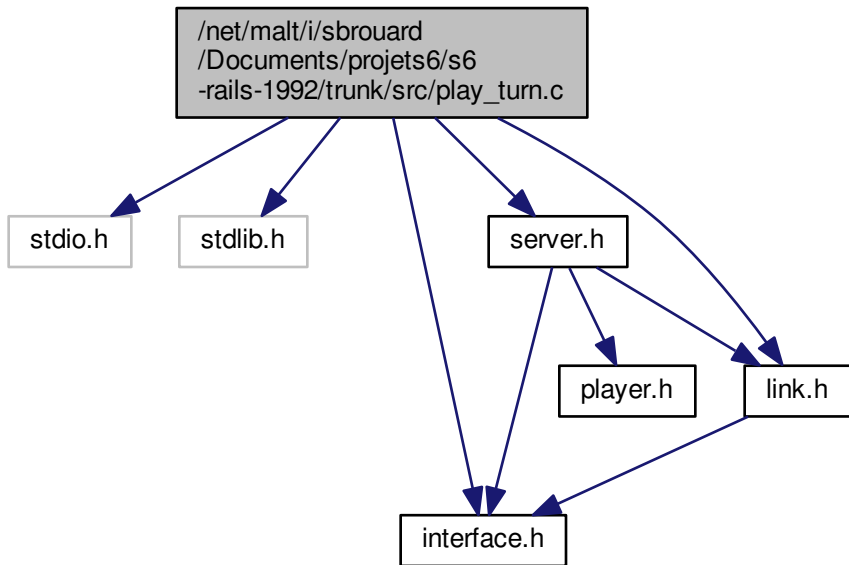 /net/malt/i/sbrouard
/Documents/projets6/s6
-rails-1992/trunk/src/play_turn.c
stdio.h
stdlib.h
server.h
player.h
link.h
interface.h